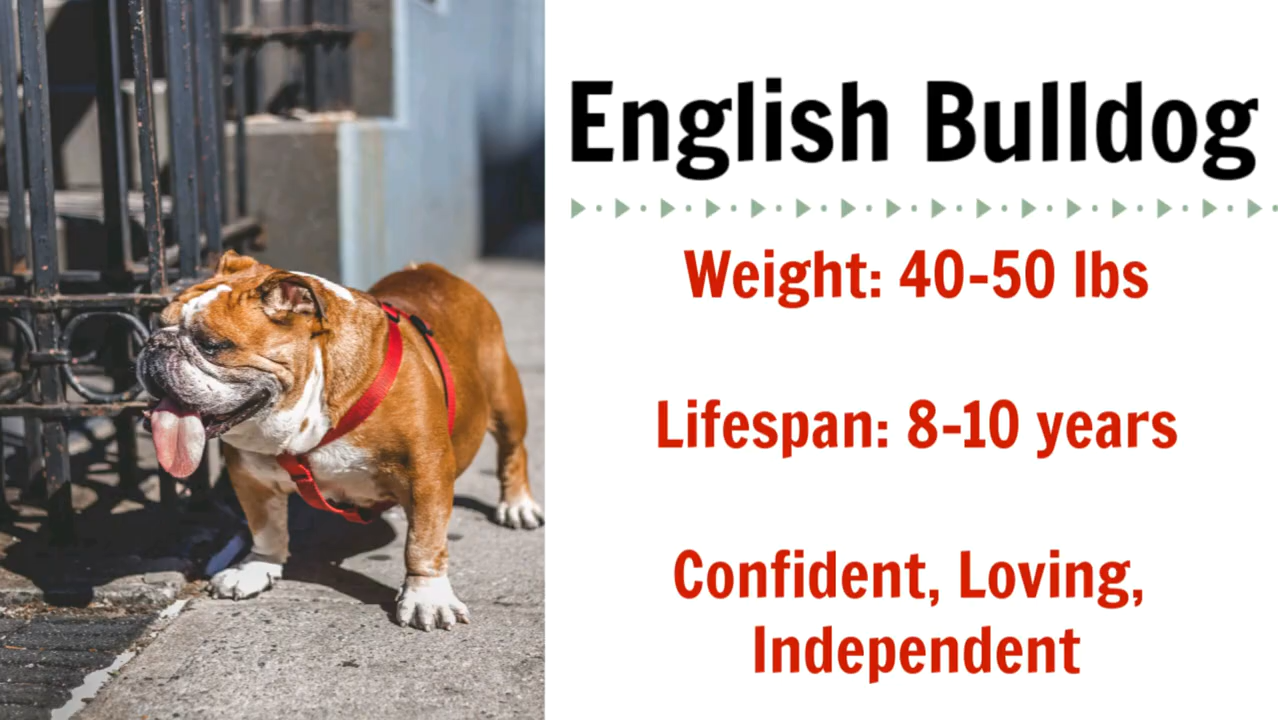 English Bulldog
Weight: 40-50 lbs
Lifespan: 8-10 years
Confident, Loving,
Independent